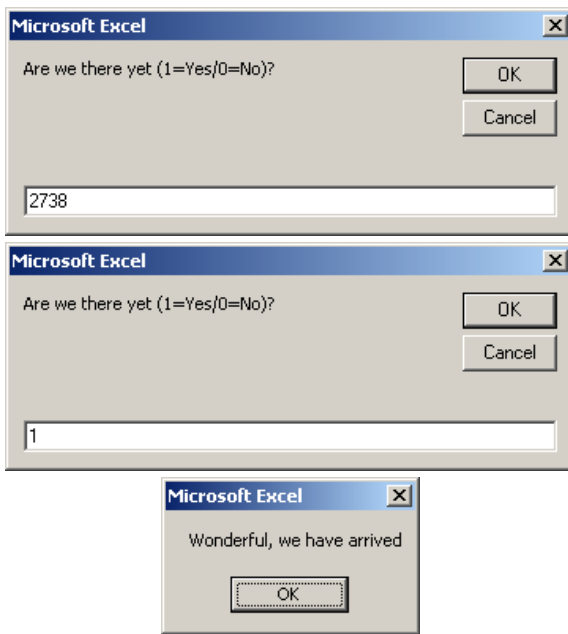 Microsoft Excel
Are we there yet (1=Yes/0=No)?
OK
Cancel
2738
Microsoft Excel
Are we there yet (1=Yes/0=No)?
OK
Cancel
1
Microsoft Excel
Wonderful, we have arrived
OK